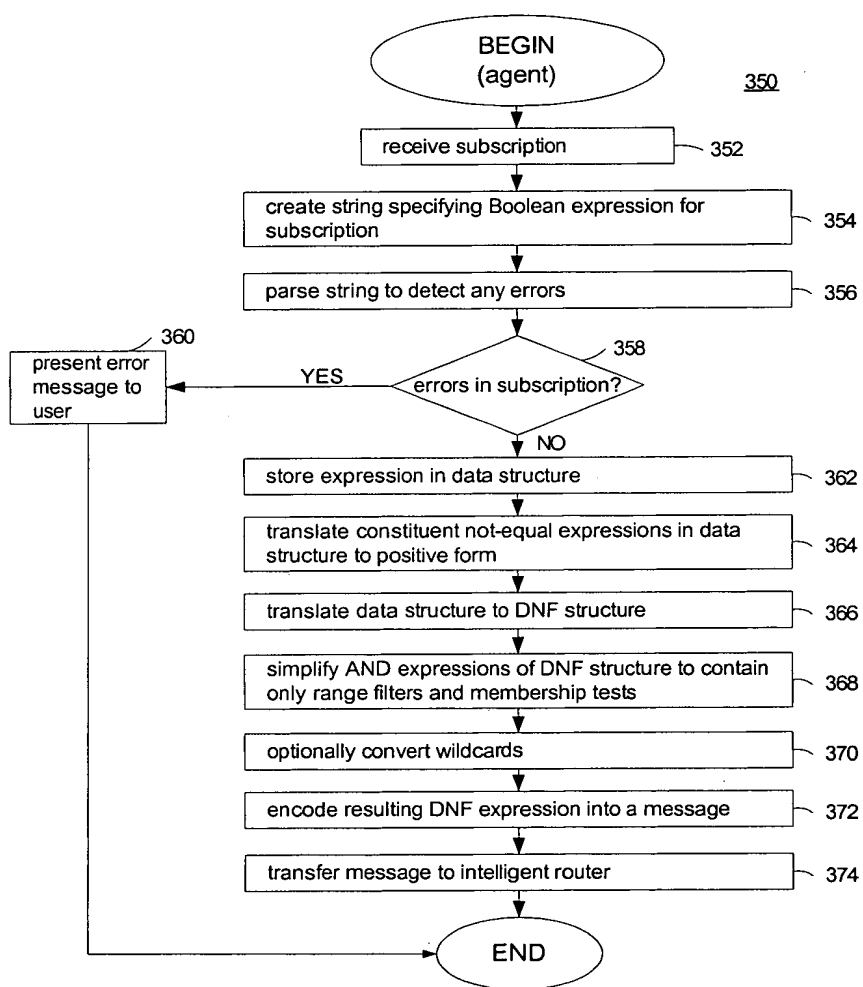 BEGIN
(agent)
350
receive subscription
352
create string specifying Boolean expression for
subscription
354
parse string to detect any errors
356
360
present error
message to
user
YES
errors in subscription?
358
NO
store expression in data structure
362
translate constituent not-equal expressions in data
structure to positive form
364
translate data structure to DNF structure
366
simplify AND expressions of DNF structure to contain
only range filters and membership tests
368
optionally convert wildcards
370
encode resulting DNF expression into a message
372
transfer message to intelligent router
374
END